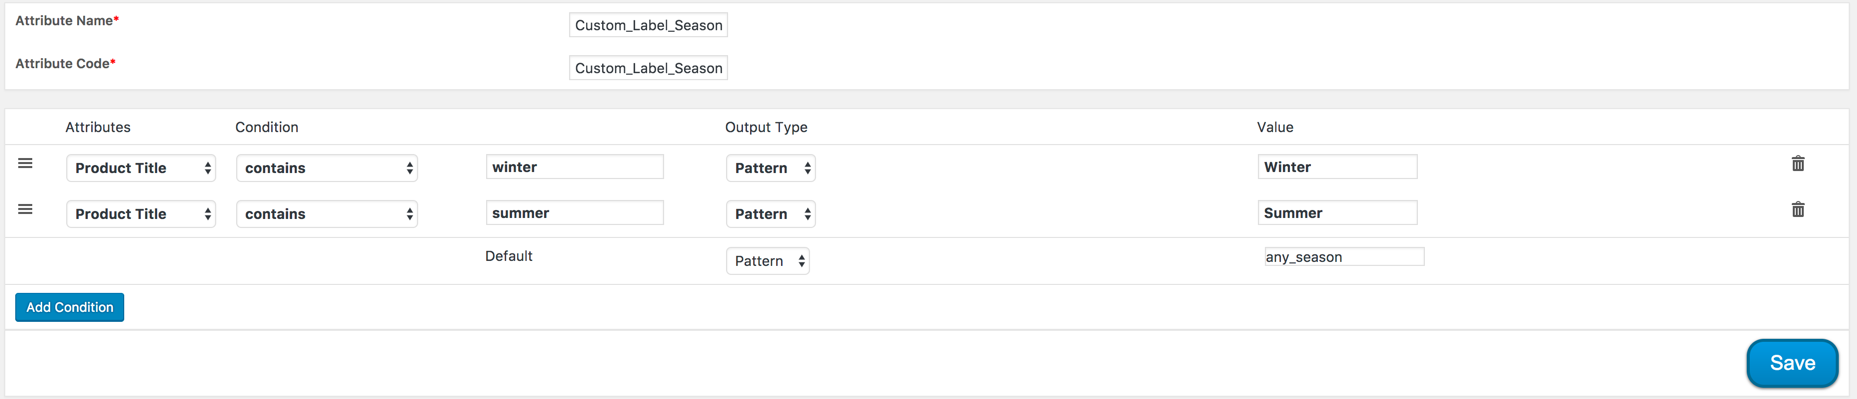 Attribute Name* Custom_Label_Season
Attribute Code* Custom_Label_Season
Attributes Condition Output Type Value
Product Title contains winter Pattern Winter
Product Title contains summer Pattern Summer
Default Pattern any_season
Add Condition
Save